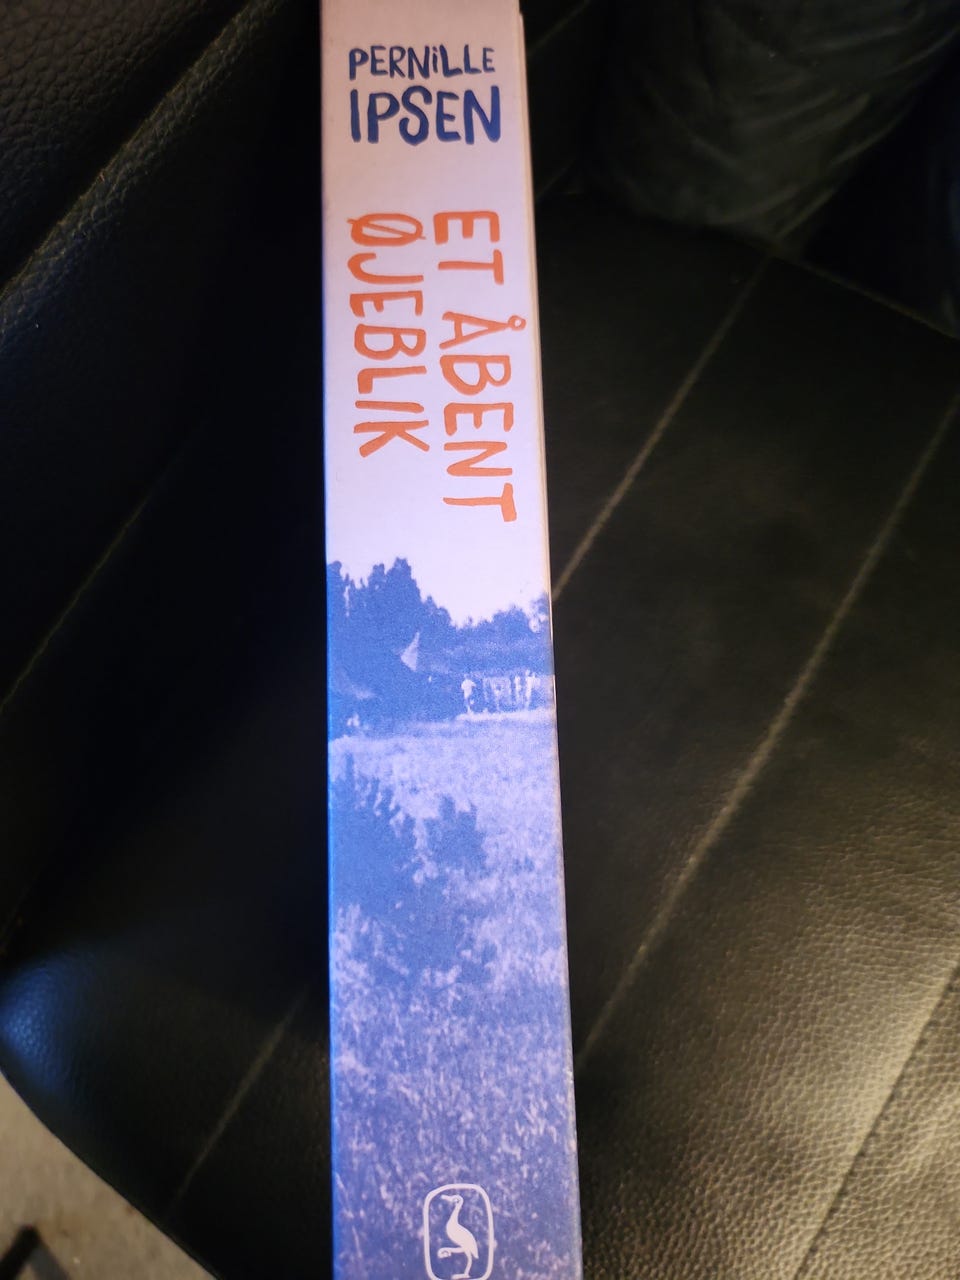 PERNiLLE
IPSEN
ET ÅBENT
ØJEBLIK